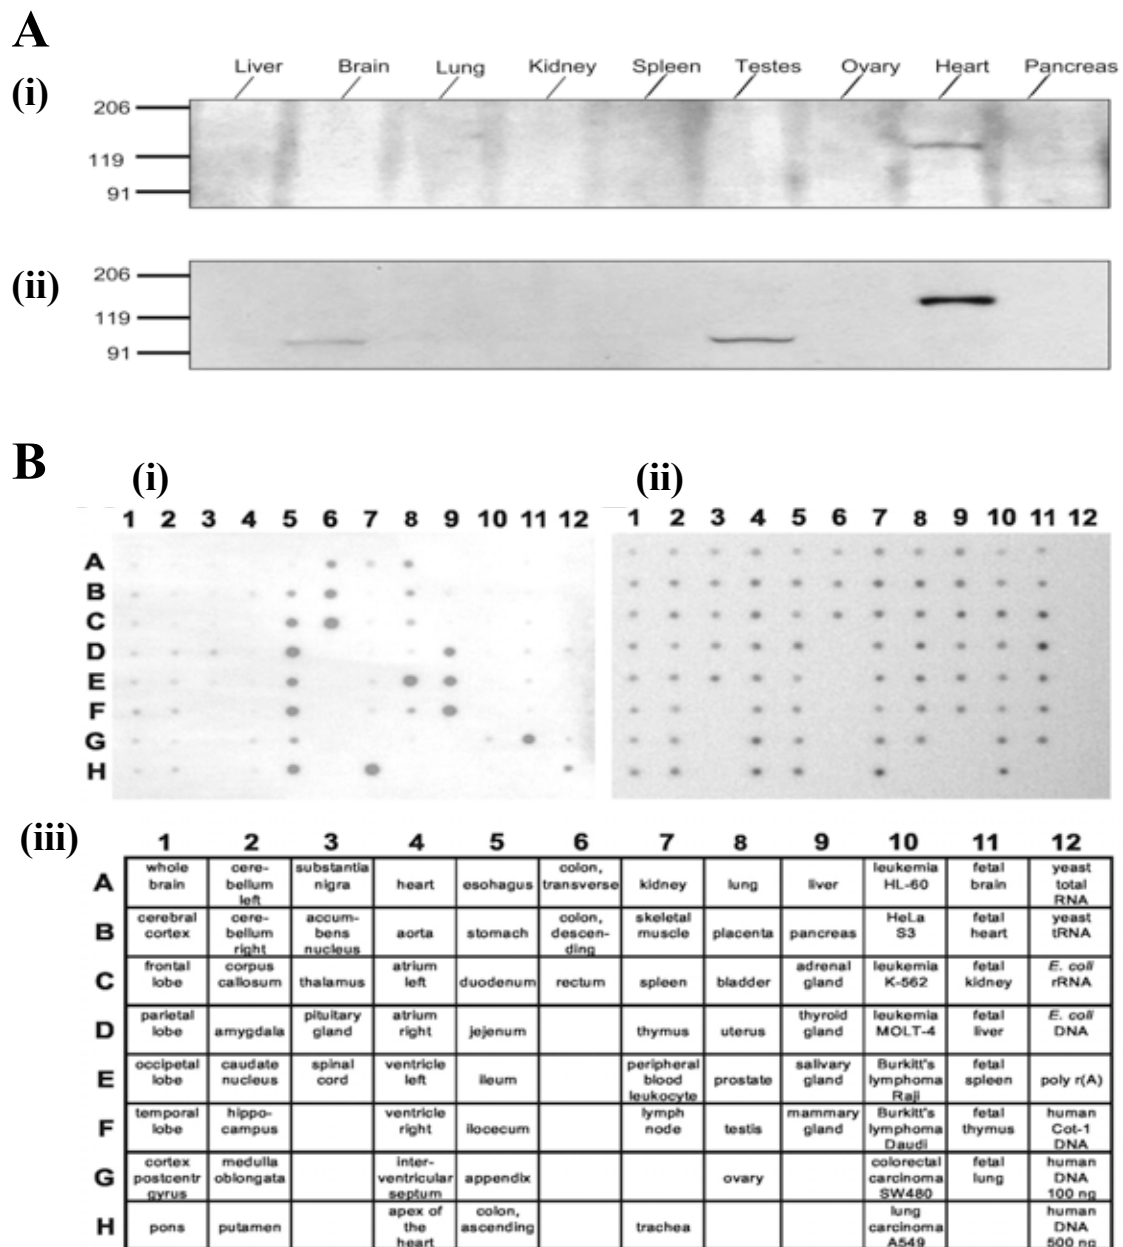 A
(i)
Liver Brain Lung Kidney Spleen Testes Ovary Heart Pancreas
206
119
91
(ii)
206
119
91
B
(i)
(ii)
1 2 3 4 5 6 7 8 9 10 11 12
1 2 3 4 5 6 7 8 9 10 11 12
A
B
C
D
E
F
G
H
(iii)
1 2 3 4 5 6 7 8 9 10 11 12
A
whole
brain
cere-
bellum
left
substantia
nigra
heart
esohagus
colon,
transverse
kidney
lung
liver
leukemia
HL-60
fetal
brain
yeast
total
RNA
B
cerebral
cortex
cere-
bellum
right
accum-
bens
nucleus
aorta
stomach
colon,
descen-
ding
skeletal
muscle
placenta
pancreas
HeLa
S3
fetal
heart
yeast
tRNA
C
frontal
lobe
corpus
callosum
thalamus
atrium
left
duodenum
rectum
spleen
bladder
adrenal
gland
leukemia
K-562
fetal
kidney
E. coli
rRNA
D
parietal
lobe
amygdala
pituitary
gland
atrium
right
jejenum
thymus
uterus
thyroid
gland
leukemia
MOLT-4
fetal
liver
E. coli
DNA
E
occipetal
lobe
caudate
nucleus
spinal
cord
ventricle
left
ileum
peripheral
blood
leukocyte
prostate
salivary
gland
Burkitt's
lymphoma
Raji
fetal
spleen
poly r(A)
F
temporal
lobe
hippo-
campus
ventricle
right
ilocecum
lymph
node
testis
mammary
gland
Burkitt's
lymphoma
Daudi
fetal
thymus
human
Cot-1
DNA
G
cortex
postcentr
gyrus
medulla
oblongata
inter-
ventricular
septum
appendix
ovary
colorectal
carcinoma
SW480
fetal
lung
human
DNA
100 ng
H
pons
putamen
apex of
the
heart
colon,
ascending
trachea
lung
carcinoma
A549
human
DNA
500 ng